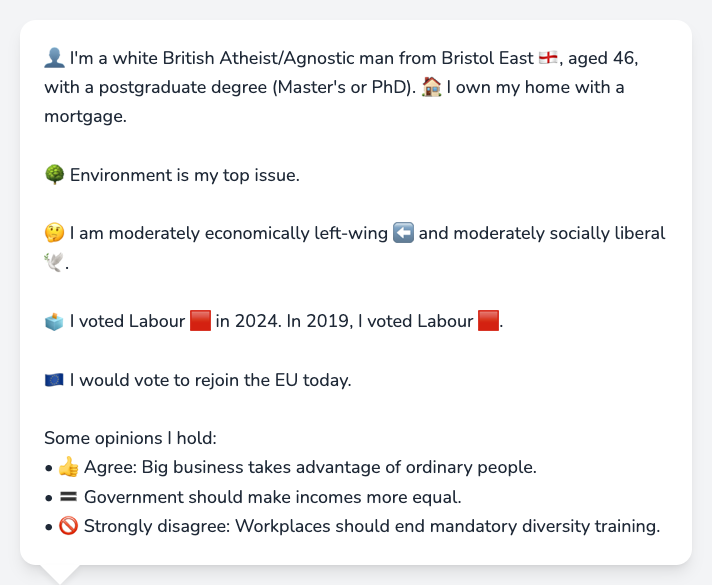 👤 I'm a white British Atheist/Agnostic man from Bristol East 🏴󠁧󠁢󠁥󠁮󠁧󠁿, aged 46,
with a postgraduate degree (Master's or PhD). 🏠 I own my home with a
mortgage.
🌳 Environment is my top issue.
🤔 I am moderately economically left-wing ⬅️ and moderately socially liberal
🕊️.
🗳️ I voted Labour 🟥 in 2024. In 2019, I voted Labour 🟥.
🇪🇺 I would vote to rejoin the EU today.
Some opinions I hold:
• 👍 Agree: Big business takes advantage of ordinary people.
• 🟰 Government should make incomes more equal.
• 🚫 Strongly disagree: Workplaces should end mandatory diversity training.